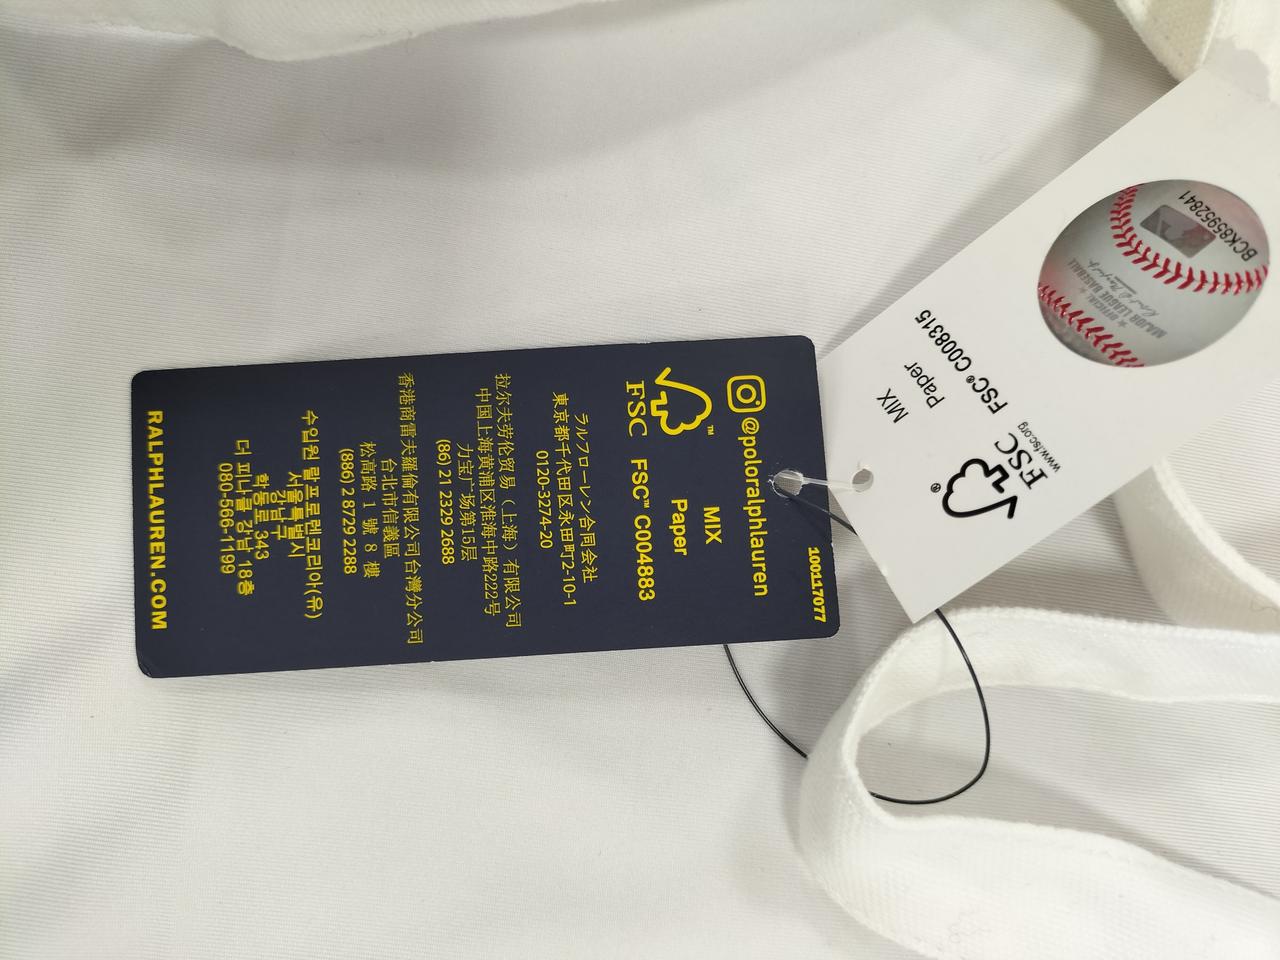 100117077
@poloralphlauren
MIX
Paper
FSC™ C004883
FSC
™
ラルフローレン合同会社
東京都千代田区永田町2-10-1
0120-3274-20
拉尔夫劳伦贸易（上海）有限公司
中国上海黄浦区淮海中路222号
力宝广场第15层
(86) 21 2329 2688
香港商雷夫羅倫有限公司台灣分公司
台北市信義區
松高路 1 號 8 樓
(886) 2 8729 2288
수입원 랄프로렌코리아(유)
서울특별시
강남구
학동로 343
더 피나클 강남 18층
080-566-1199
RALPHLAUREN.COM
®
FSC
www.fsc.org
MIX
Paper
FSC® C008315
BCK85952841
OFFICIAL
MAJOR LEAGUE BASEBALL